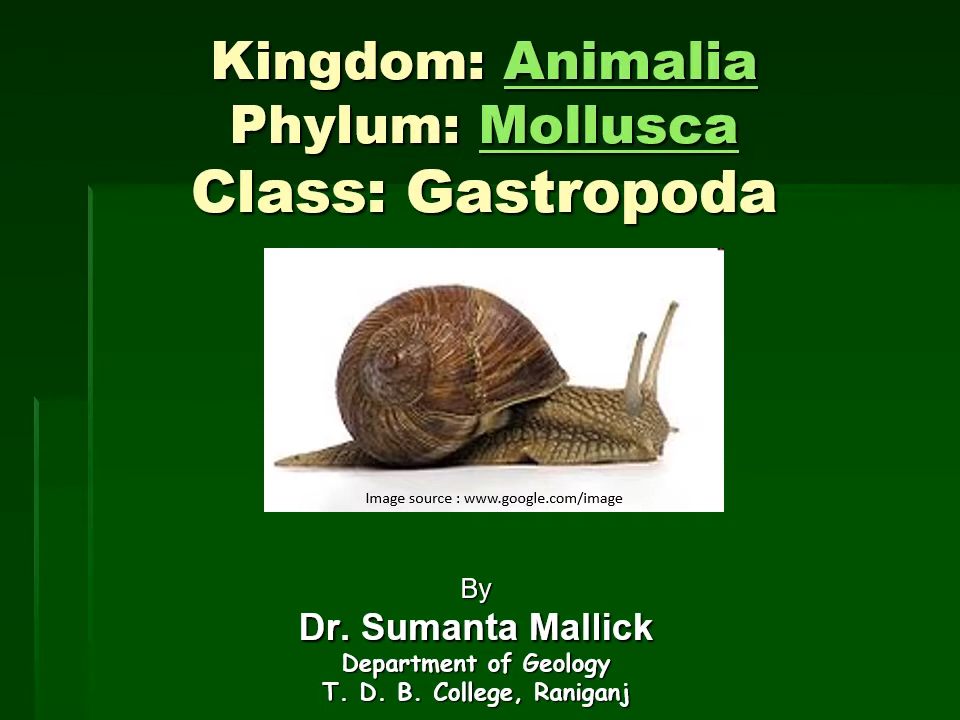 Kingdom: Animalia
Phylum: Mollusca
Class: Gastropoda
Image source : www.google.com/image
By
Dr. Sumanta Mallick
Department of Geology
T. D. B. College, Raniganj